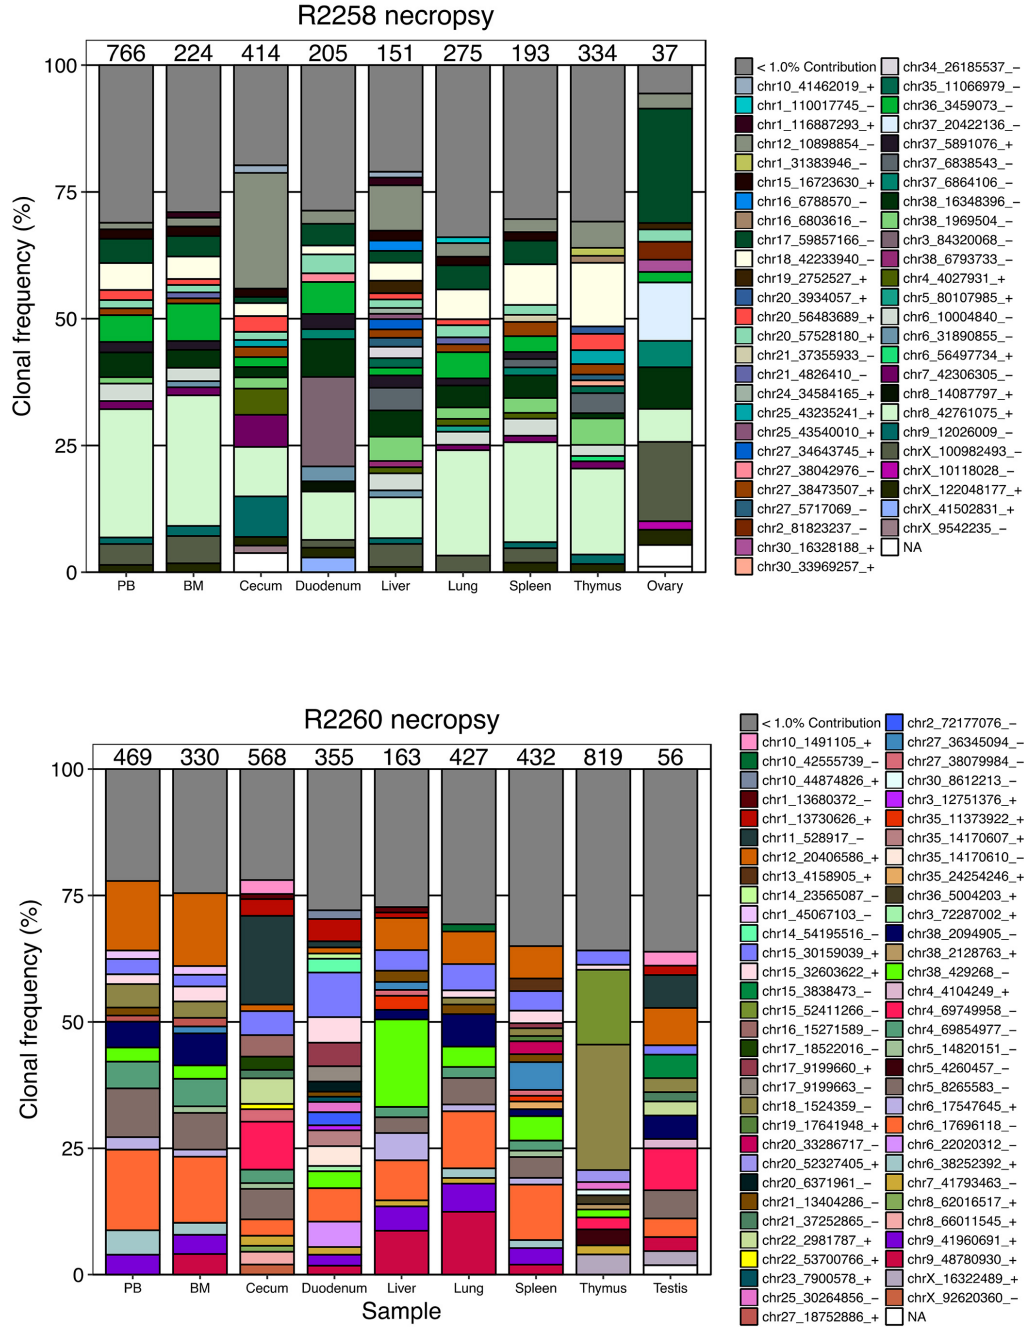 R2258 necropsy
766 224 414 205 151 275 193 334 37
100
75
50
25
0
Clonal frequency (%)
PB BM Cecum Duodenum Liver Lung Spleen Thymus Ovary
< 1.0% Contribution
chr10_41462019_+
chr1_110017745_−
chr1_116887293_+
chr12_10898854_−
chr1_31383946_−
chr15_16723630_+
chr16_6788570_−
chr16_6803616_−
chr17_59857166_−
chr18_42233940_−
chr19_2752527_+
chr20_3934057_+
chr20_56483689_+
chr20_57528180_+
chr21_37355933_−
chr21_4826410_−
chr24_34584165_+
chr25_43235241_+
chr25_43540010_+
chr27_34643745_+
chr27_38042976_−
chr27_38473507_+
chr27_5717069_−
chr2_81823237_−
chr30_16328188_+
chr30_33969257_+
chr34_26185537_−
chr35_11066979_−
chr36_3459073_−
chr37_20422136_−
chr37_5891076_+
chr37_6838543_−
chr37_6864106_−
chr38_16348396_−
chr38_1969504_−
chr3_84320068_−
chr38_6793733_−
chr4_4027931_+
chr5_80107985_+
chr6_10004840_−
chr6_31890855_−
chr6_56497734_+
chr7_42306305_−
chr8_14087797_+
chr8_42761075_+
chr9_12026009_−
chrX_100982493_−
chrX_10118028_−
chrX_122048177_+
chrX_41502831_+
chrX_9542235_−
NA
R2260 necropsy
469 330 568 355 163 427 432 819 56
100
75
50
25
0
Clonal frequency (%)
PB BM Cecum Duodenum Liver Lung Spleen Thymus Testis
Sample
< 1.0% Contribution
chr10_1491105_+
chr10_42555739_−
chr10_44874826_+
chr1_13680372_−
chr1_13730626_+
chr11_528917_−
chr12_20406586_+
chr13_4158905_+
chr14_23565087_−
chr1_45067103_−
chr14_54195516_−
chr15_30159039_+
chr15_32603622_+
chr15_3838473_−
chr15_52411266_−
chr16_15271589_−
chr17_18522016_−
chr17_9199660_+
chr17_9199663_−
chr18_1524359_−
chr19_17641948_+
chr20_33286717_−
chr20_52327405_+
chr20_6371961_−
chr21_13404286_−
chr21_37252865_−
chr22_2981787_+
chr22_53700766_+
chr23_7900578_+
chr25_30264856_−
chr27_18752886_+
chr2_72177076_−
chr27_36345094_−
chr27_38079984_−
chr30_8612213_−
chr3_12751376_+
chr35_11373922_+
chr35_14170607_+
chr35_14170610_−
chr35_24254246_+
chr36_5004203_+
chr3_72287002_+
chr38_2094905_−
chr38_2128763_+
chr38_429268_−
chr4_4104249_+
chr4_69749958_−
chr4_69854977_−
chr5_14820151_−
chr5_4260457_−
chr5_8265583_−
chr6_17547645_+
chr6_17696118_−
chr6_22020312_−
chr6_38252392_+
chr7_41793463_−
chr8_62016517_+
chr8_66011545_+
chr9_41960691_+
chr9_48780930_+
chrX_16322489_+
chrX_92620360_−
NA